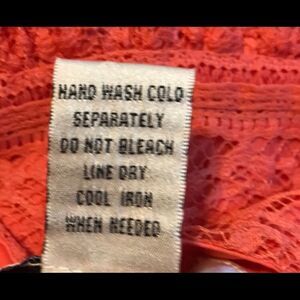 HAND WASH COLD
SEPARATELY
DO NOT BLEACH
LINE DRY
COOL IRON
WHEN NEEDED